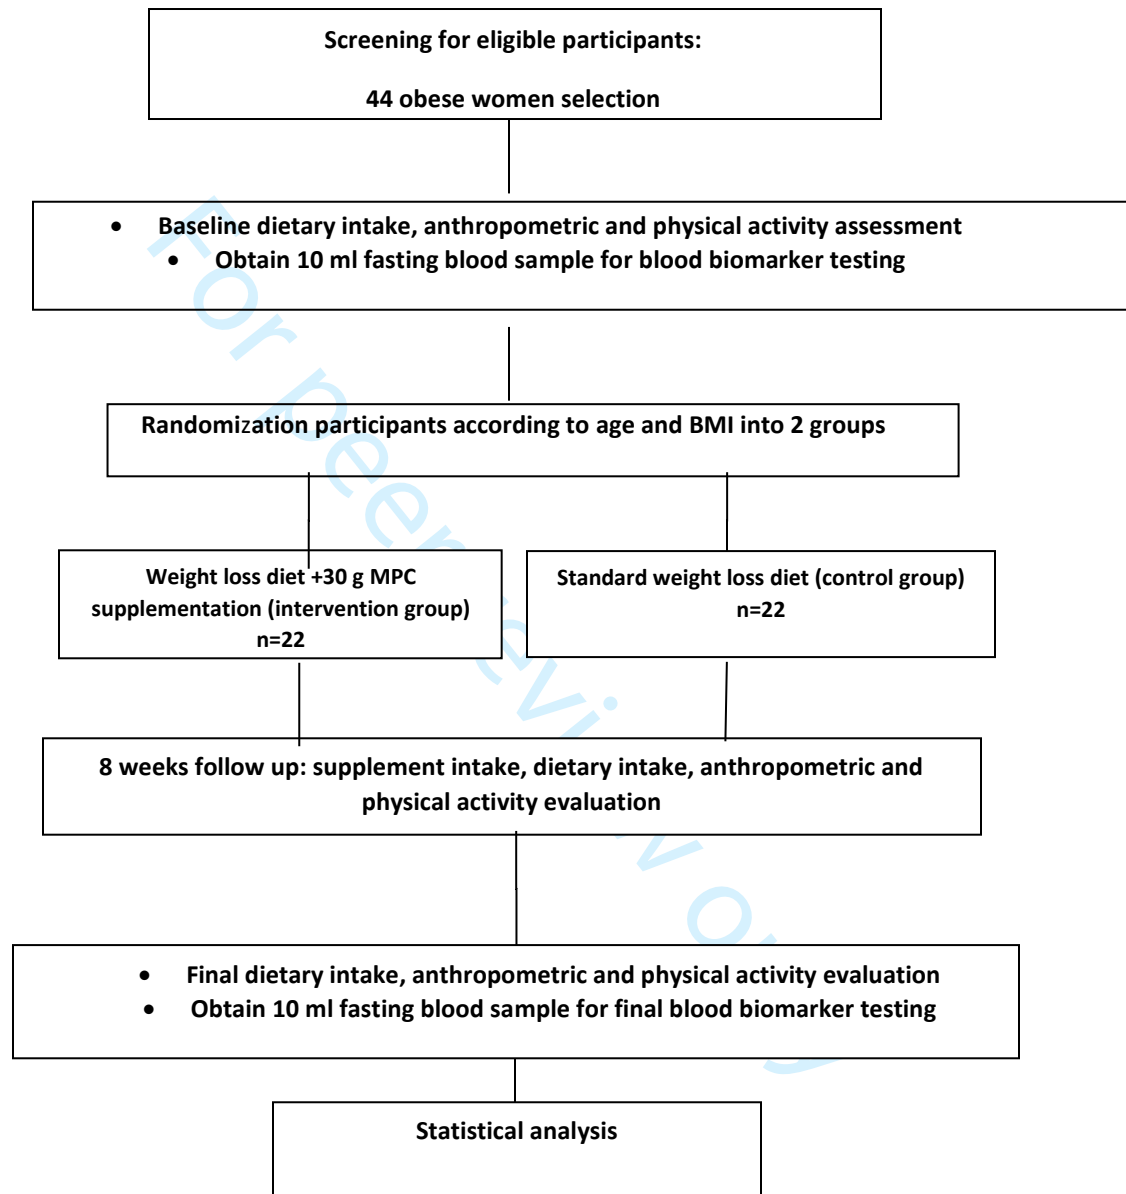 Screening for eligible participants:
44 obese women selection
• Baseline dietary intake, anthropometric and physical activity assessment
• Obtain 10 ml fasting blood sample for blood biomarker testing
Randomization participants according to age and BMI into 2 groups
Weight loss diet +30 g MPC
supplementation (intervention group)
n=22
Standard weight loss diet (control group)
n=22
8 weeks follow up: supplement intake, dietary intake, anthropometric and
physical activity evaluation
• Final dietary intake, anthropometric and physical activity evaluation
• Obtain 10 ml fasting blood sample for final blood biomarker testing
Statistical analysis
For peer review only